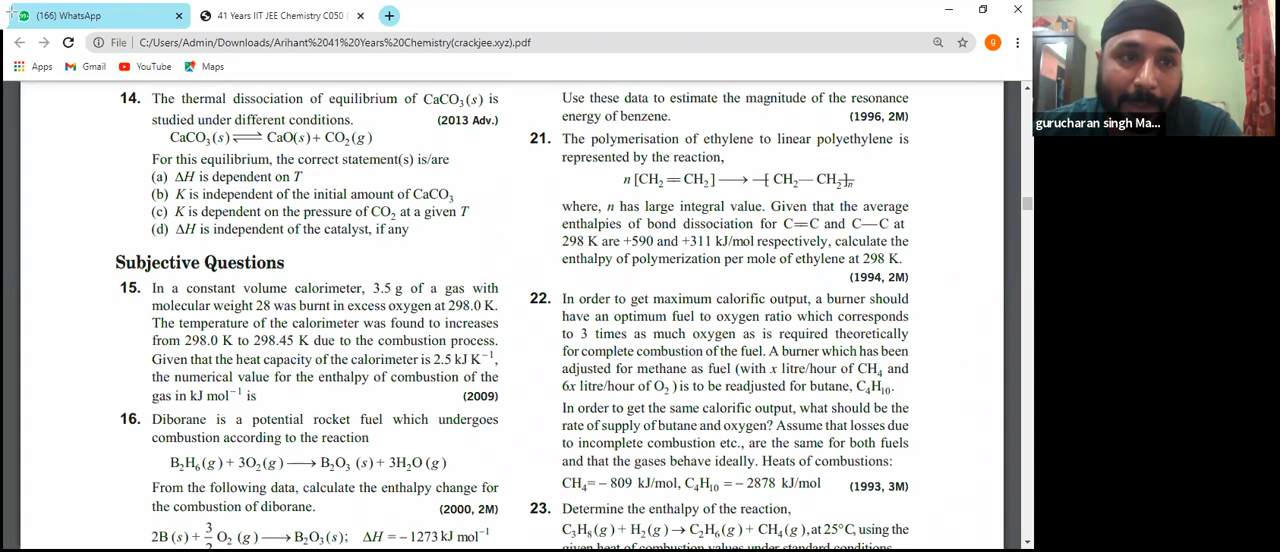 (166) WhatsApp
41 Years IIT JEE Chemistry C050
File C:/Users/Admin/Downloads/Arihant%2041%20Years%20Chemistry(crackjee.xyz).pdf
g
Apps Gmail YouTube Maps
14. The thermal dissociation of equilibrium of CaCO₃(s) is
studied under different conditions. (2013 Adv.)
CaCO₃(s) ⇌ CaO(s) + CO₂(g)
For this equilibrium, the correct statement(s) is/are
(a) ΔH is dependent on T
(b) K is independent of the initial amount of CaCO₃
(c) K is dependent on the pressure of CO₂ at a given T
(d) ΔH is independent of the catalyst, if any
Subjective Questions
15. In a constant volume calorimeter, 3.5 g of a gas with
molecular weight 28 was burnt in excess oxygen at 298.0 K.
The temperature of the calorimeter was found to increases
from 298.0 K to 298.45 K due to the combustion process.
Given that the heat capacity of the calorimeter is 2.5 kJ K⁻¹,
the numerical value for the enthalpy of combustion of the
gas in kJ mol⁻¹ is (2009)
16. Diborane is a potential rocket fuel which undergoes
combustion according to the reaction
B₂H₆(g) + 3O₂(g) ⟶ B₂O₃ (s) + 3H₂O (g)
From the following data, calculate the enthalpy change for
the combustion of diborane. (2000, 2M)
2B (s) + 3/2 O₂ (g) ⟶ B₂O₃(s); ΔH = − 1273 kJ mol⁻¹
Use these data to estimate the magnitude of the resonance
energy of benzene. (1996, 2M)
21. The polymerisation of ethylene to linear polyethylene is
represented by the reaction,
n [CH₂ = CH₂] ⟶ -[ CH₂ — CH₂ ]-ₙ
where, n has large integral value. Given that the average
enthalpies of bond dissociation for C=C and C—C at
298 K are +590 and +311 kJ/mol respectively, calculate the
enthalpy of polymerization per mole of ethylene at 298 K.
(1994, 2M)
22. In order to get maximum calorific output, a burner should
have an optimum fuel to oxygen ratio which corresponds
to 3 times as much oxygen as is required theoretically
for complete combustion of the fuel. A burner which has been
adjusted for methane as fuel (with x litre/hour of CH₄ and
6x litre/hour of O₂ ) is to be readjusted for butane, C₄H₁₀.
In order to get the same calorific output, what should be the
rate of supply of butane and oxygen? Assume that losses due
to incomplete combustion etc., are the same for both fuels
and that the gases behave ideally. Heats of combustions:
CH₄ = − 809 kJ/mol, C₄H₁₀ = − 2878 kJ/mol (1993, 3M)
23. Determine the enthalpy of the reaction,
C₃H₈(g) + H₂(g) → C₂H₆(g) + CH₄(g), at 25°C, using the
given heat of combustion values under standard conditions
gurucharan singh Ma...